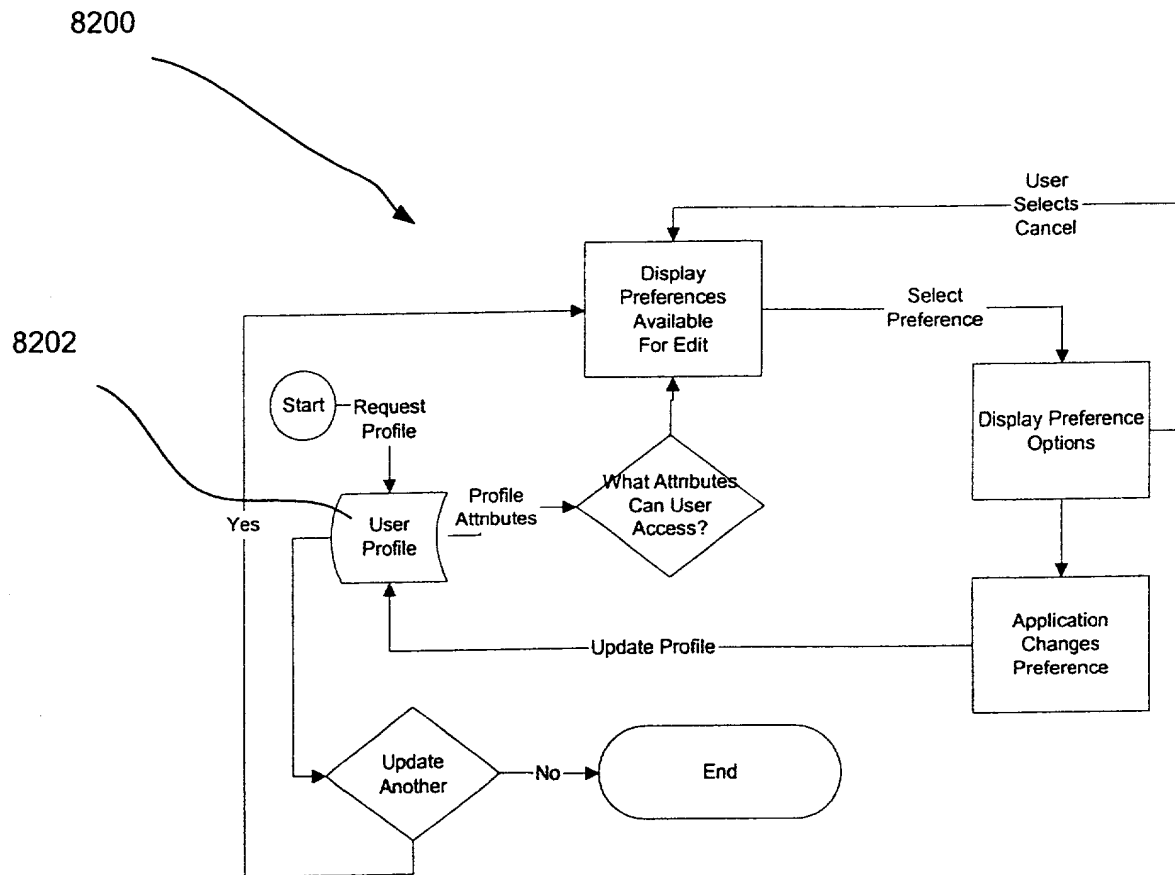 8200
User
Selects
Cancel
Display
Preferences
Available
For Edit
Select
Preference
8202
Start
Request
Profile
Display Preference
Options
What Attributes
Can User
Access?
Profile
Attributes
User
Profile
Yes
Application
Changes
Preference
Update Profile
Update
Another
No
End